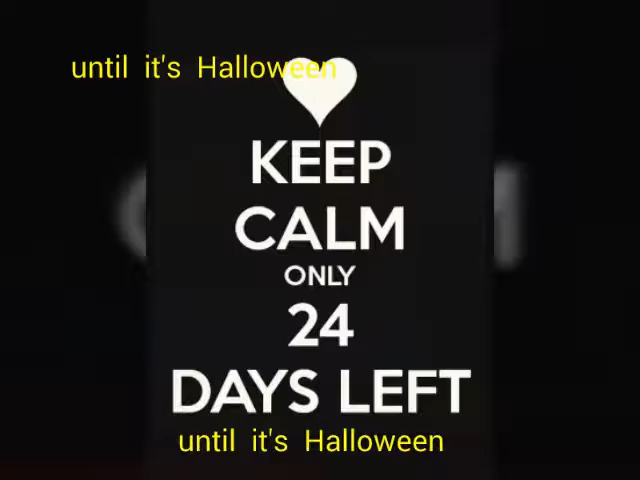 until it's Halloween
KEEP
CALM
ONLY
24
DAYS LEFT
until it's Halloween